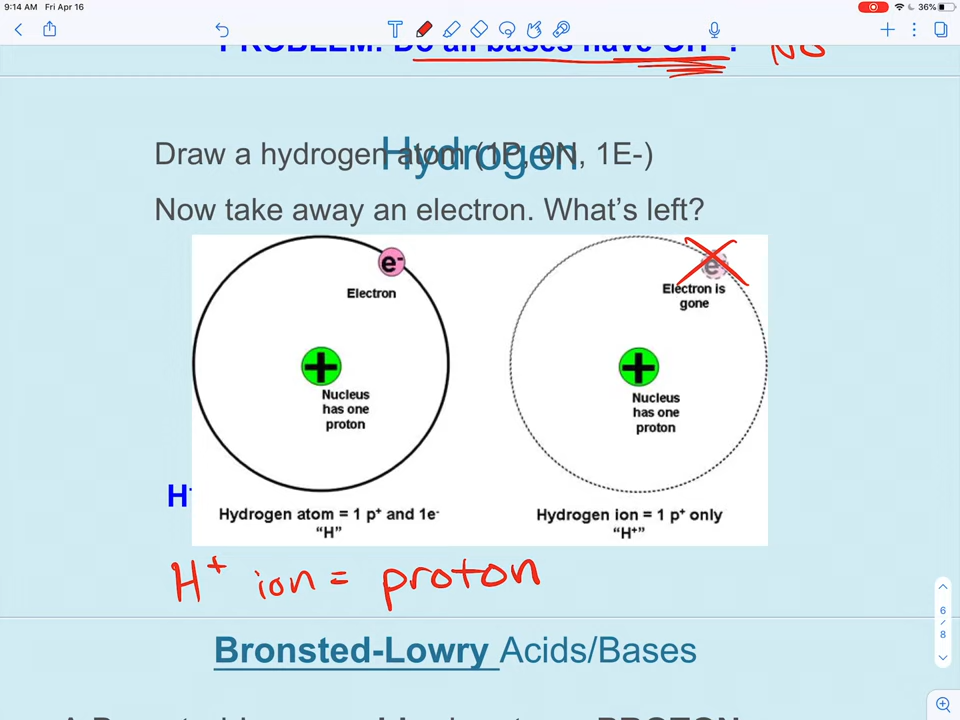 9:14 AM Fri Apr 16
36%
PROBLEM: Do all bases have OH-? NO
Hydrogen
Draw a hydrogen atom (1P, 0N, 1E-)
Now take away an electron. What's left?
e-
Electron
Nucleus
has one
proton
Hydrogen atom = 1 p+ and 1e-
"H"
e-
Electron is
gone
Nucleus
has one
proton
Hydrogen ion = 1 p+ only
"H+"
H+ ion = proton
Bronsted-Lowry Acids/Bases
PROTON
6
/
8